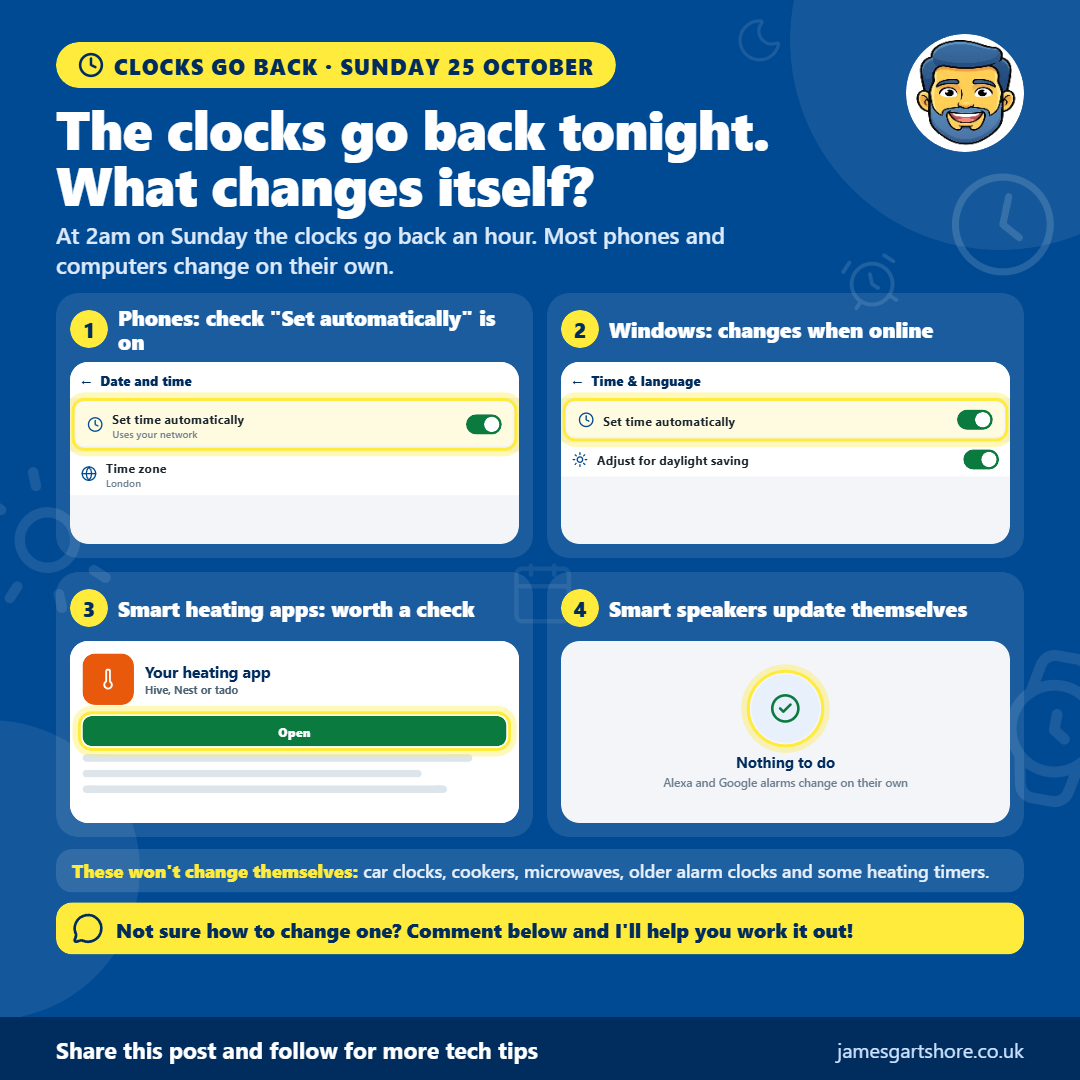 CLOCKS GO BACK · SUNDAY 25 OCTOBER
The clocks go back tonight.
What changes itself?
At 2am on Sunday the clocks go back an hour. Most phones and
computers change on their own.
1
Phones: check "Set automatically" is
on
← Date and time
Set time automatically
Uses your network
Time zone
London
2
Windows: changes when online
← Time & language
Set time automatically
Adjust for daylight saving
3
Smart heating apps: worth a check
Your heating app
Hive, Nest or tado
Open
4
Smart speakers update themselves
Nothing to do
Alexa and Google alarms change on their own
These won't change themselves: car clocks, cookers, microwaves, older alarm clocks and some heating timers.
Not sure how to change one? Comment below and I'll help you work it out!
Share this post and follow for more tech tips
jamesgartshore.co.uk